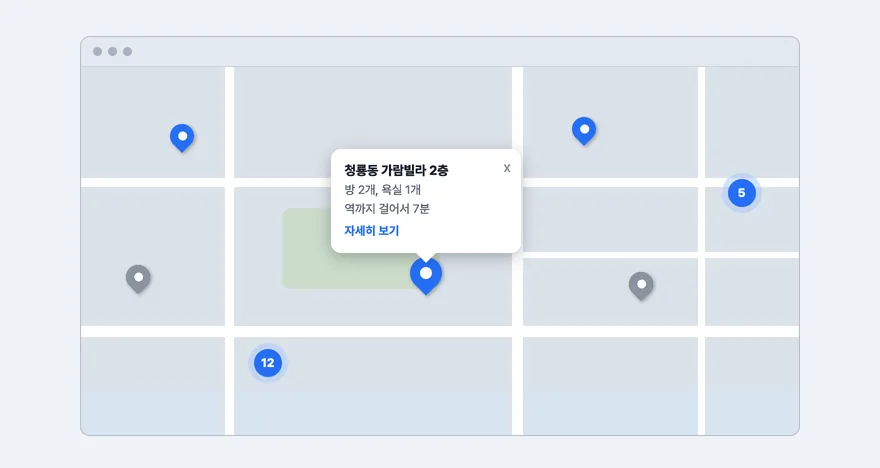 청룡동 가람빌라 2층
X
방 2개, 욕실 1개
역까지 걸어서 7분
자세히 보기
5
12